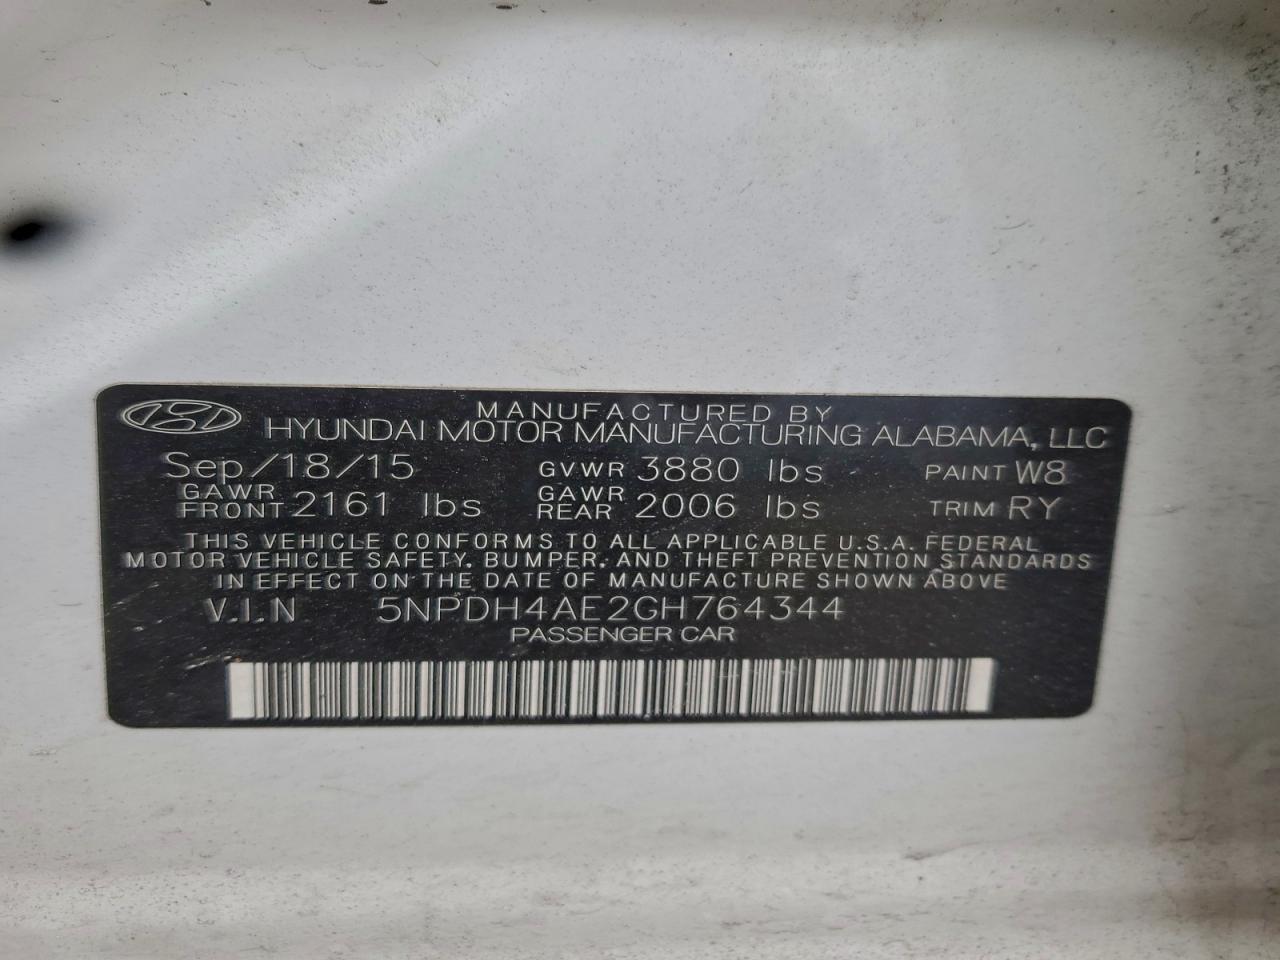 MANUFACTURED BY
HYUNDAI MOTOR MANUFACTURING ALABAMA, LLC
Sep/18/15 GVWR 3880 lbs PAINT W8
GAWR FRONT 2161 lbs GAWR REAR 2006 lbs TRIM RY
THIS VEHICLE CONFORMS TO ALL APPLICABLE U.S.A. FEDERAL
MOTOR VEHICLE SAFETY, BUMPER, AND THEFT PREVENTION STANDARDS
IN EFFECT ON THE DATE OF MANUFACTURE SHOWN ABOVE
V.I.N 5NPDH4AE2GH764344
PASSENGER CAR